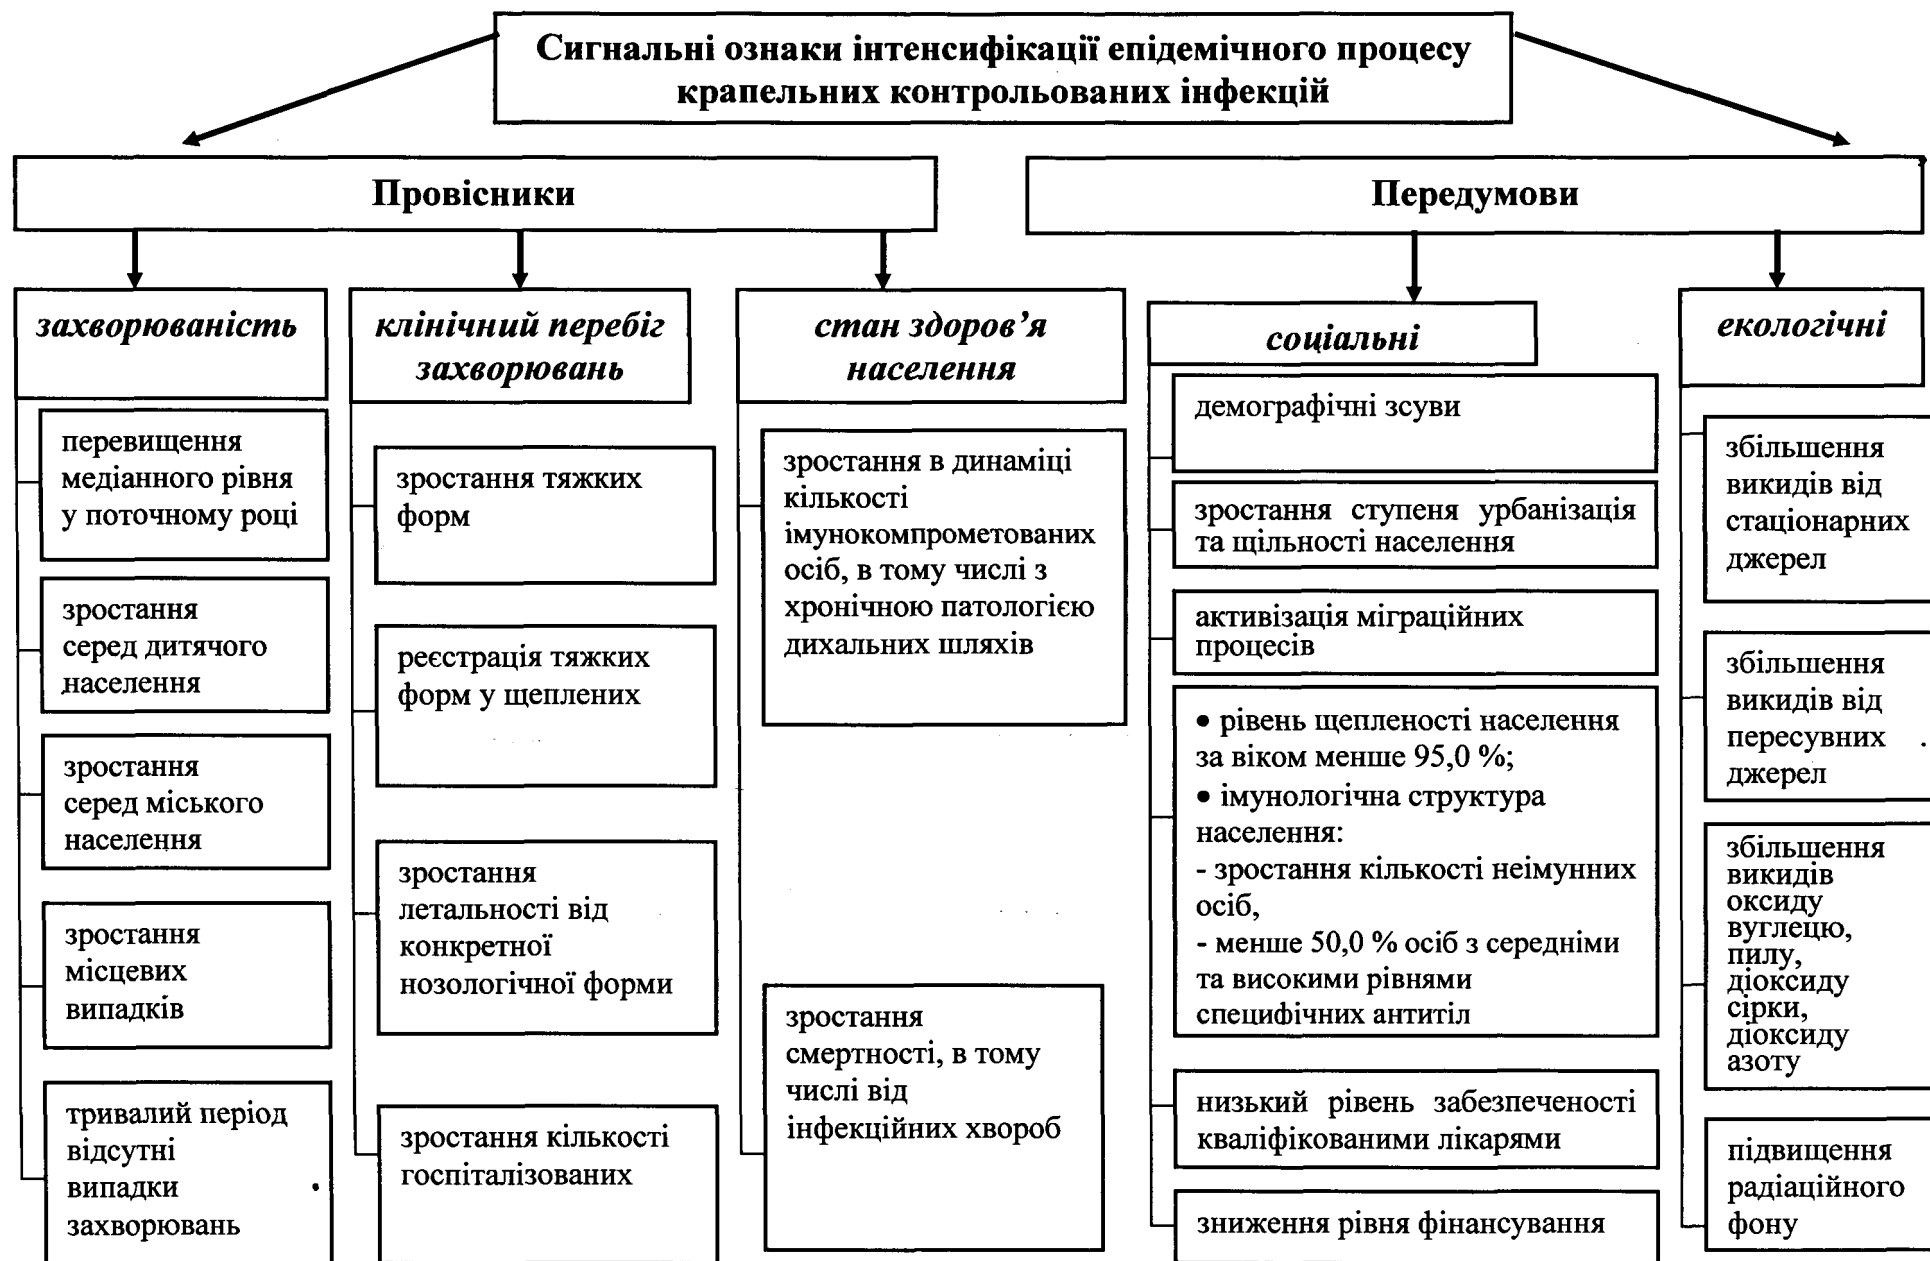 Сигнальні ознаки інтенсифікації епідемічного процесу
крапельних контрольованих інфекцій
Провісники
Передумови
захворюваність
клінічний перебіг
захворювань
стан здоров’я
населення
соціальні
екологічні
перевищення
медіанного рівня
у поточному році
зростання
серед дитячого
населення
зростання
серед міського
населення
зростання
місцевих
випадків
тривалий період
відсутні
випадки
захворювань
зростання тяжких
форм
реєстрація тяжких
форм у щеплених
зростання
летальності від
конкретної
нозологічної форми
зростання кількості
госпіталізованих
зростання в динаміці
кількості
імунокомпрометованих
осіб, в тому числі з
хронічною патологією
дихальних шляхів
зростання
смертності, в тому
числі від
інфекційних хвороб
демографічні зсуви
зростання ступеня урбанізація
та щільності населення
активізація міграційних
процесів
• рівень щепленості населення
за віком менше 95,0 %;
• імунологічна структура
населення:
- зростання кількості неімунних
осіб,
- менше 50,0 % осіб з середніми
та високими рівнями
специфічних антитіл
низький рівень забезпеченості
кваліфікованими лікарями
зниження рівня фінансування
збільшення
викидів від
стаціонарних
джерел
збільшення
викидів від
пересувних
джерел
збільшення
викидів
оксиду
вуглецю,
пилу,
діоксиду
сірки,
діоксиду
азоту
підвищення
радіаційного
фону